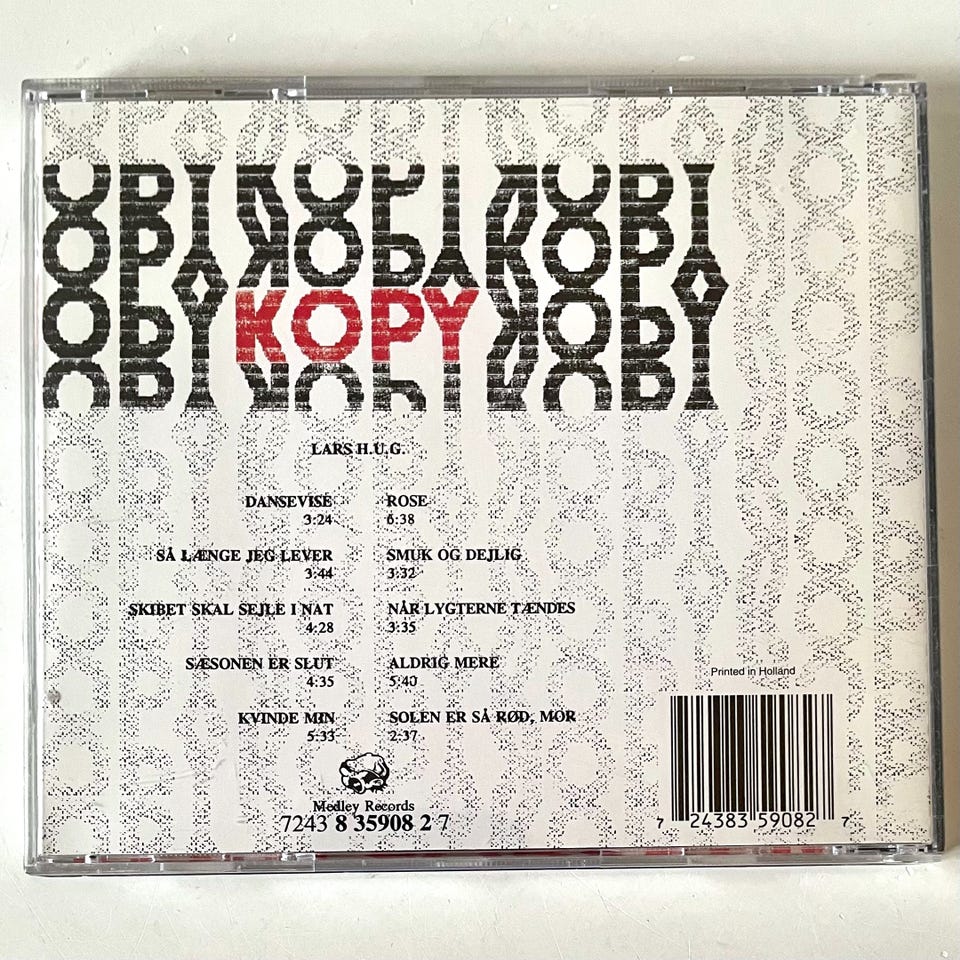 KOPY
LARS H.U.G.
DANSEVISE
3:24
SÅ LÆNGE JEG LEVER
3:44
SKIBET SKAL SEJLE I NAT
4:28
SÆSONEN ER SLUT
4:35
KVINDE MIN
5:33
ROSE
6:38
SMUK OG DEJLIG
3:32
NÅR LYGTERNE TÆNDES
3:35
ALDRIG MERE
5:40
SOLEN ER SÅ RØD, MOR
2:37
Medley Records
7243 8 35908 2 7
Printed in Holland
7 24383 59082 7